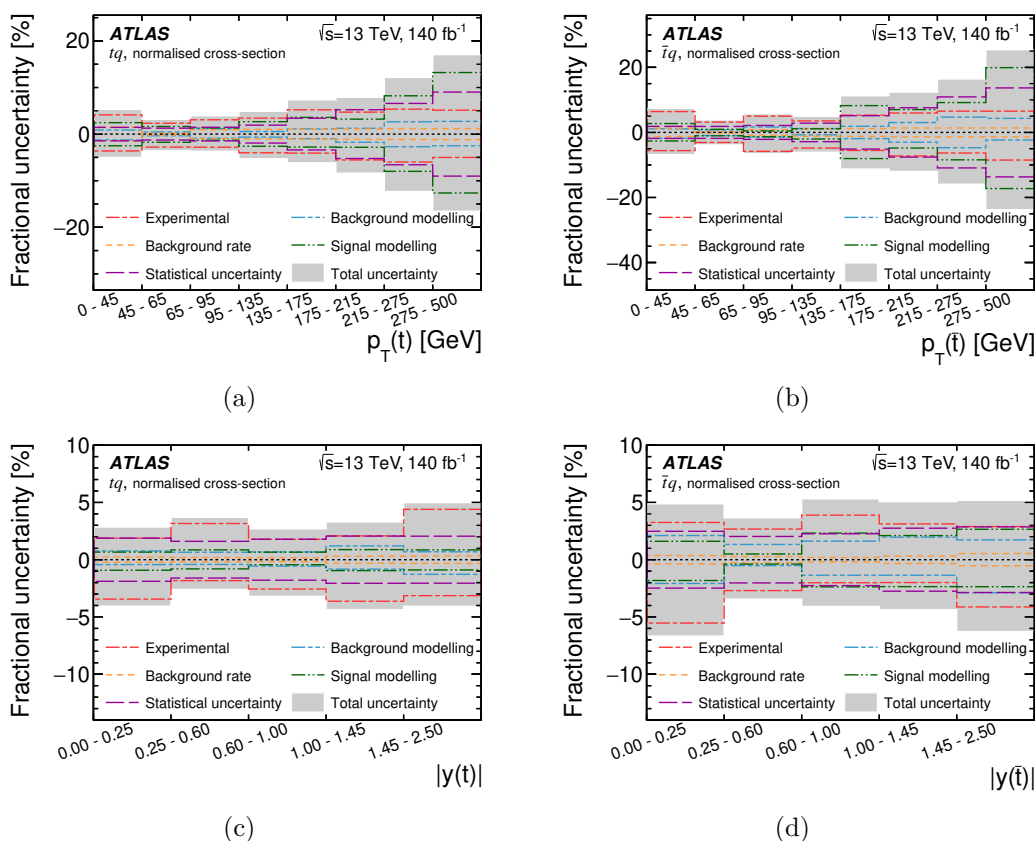 Fractional uncertainty [%]
20
0
−20
ATLAS
√s=13 TeV, 140 fb⁻¹
tq, normalised cross-section
Experimental
Background modelling
Background rate
Signal modelling
Statistical uncertainty
Total uncertainty
0 - 45
45 - 65
65 - 95
95 - 135
135 - 175
175 - 215
215 - 275
275 - 500
p_T(t) [GeV]
(a)
Fractional uncertainty [%]
20
0
−20
−40
ATLAS
√s=13 TeV, 140 fb⁻¹
t̄q, normalised cross-section
Experimental
Background modelling
Background rate
Signal modelling
Statistical uncertainty
Total uncertainty
0 - 45
45 - 65
65 - 95
95 - 135
135 - 175
175 - 215
215 - 275
275 - 500
p_T(t̄) [GeV]
(b)
Fractional uncertainty [%]
10
5
0
−5
−10
ATLAS
√s=13 TeV, 140 fb⁻¹
tq, normalised cross-section
Experimental
Background modelling
Background rate
Signal modelling
Statistical uncertainty
Total uncertainty
0.00 - 0.25
0.25 - 0.60
0.60 - 1.00
1.00 - 1.45
1.45 - 2.50
|y(t)|
(c)
Fractional uncertainty [%]
10
5
0
−5
−10
ATLAS
√s=13 TeV, 140 fb⁻¹
t̄q, normalised cross-section
Experimental
Background modelling
Background rate
Signal modelling
Statistical uncertainty
Total uncertainty
0.00 - 0.25
0.25 - 0.60
0.60 - 1.00
1.00 - 1.45
1.45 - 2.50
|y(t̄)|
(d)